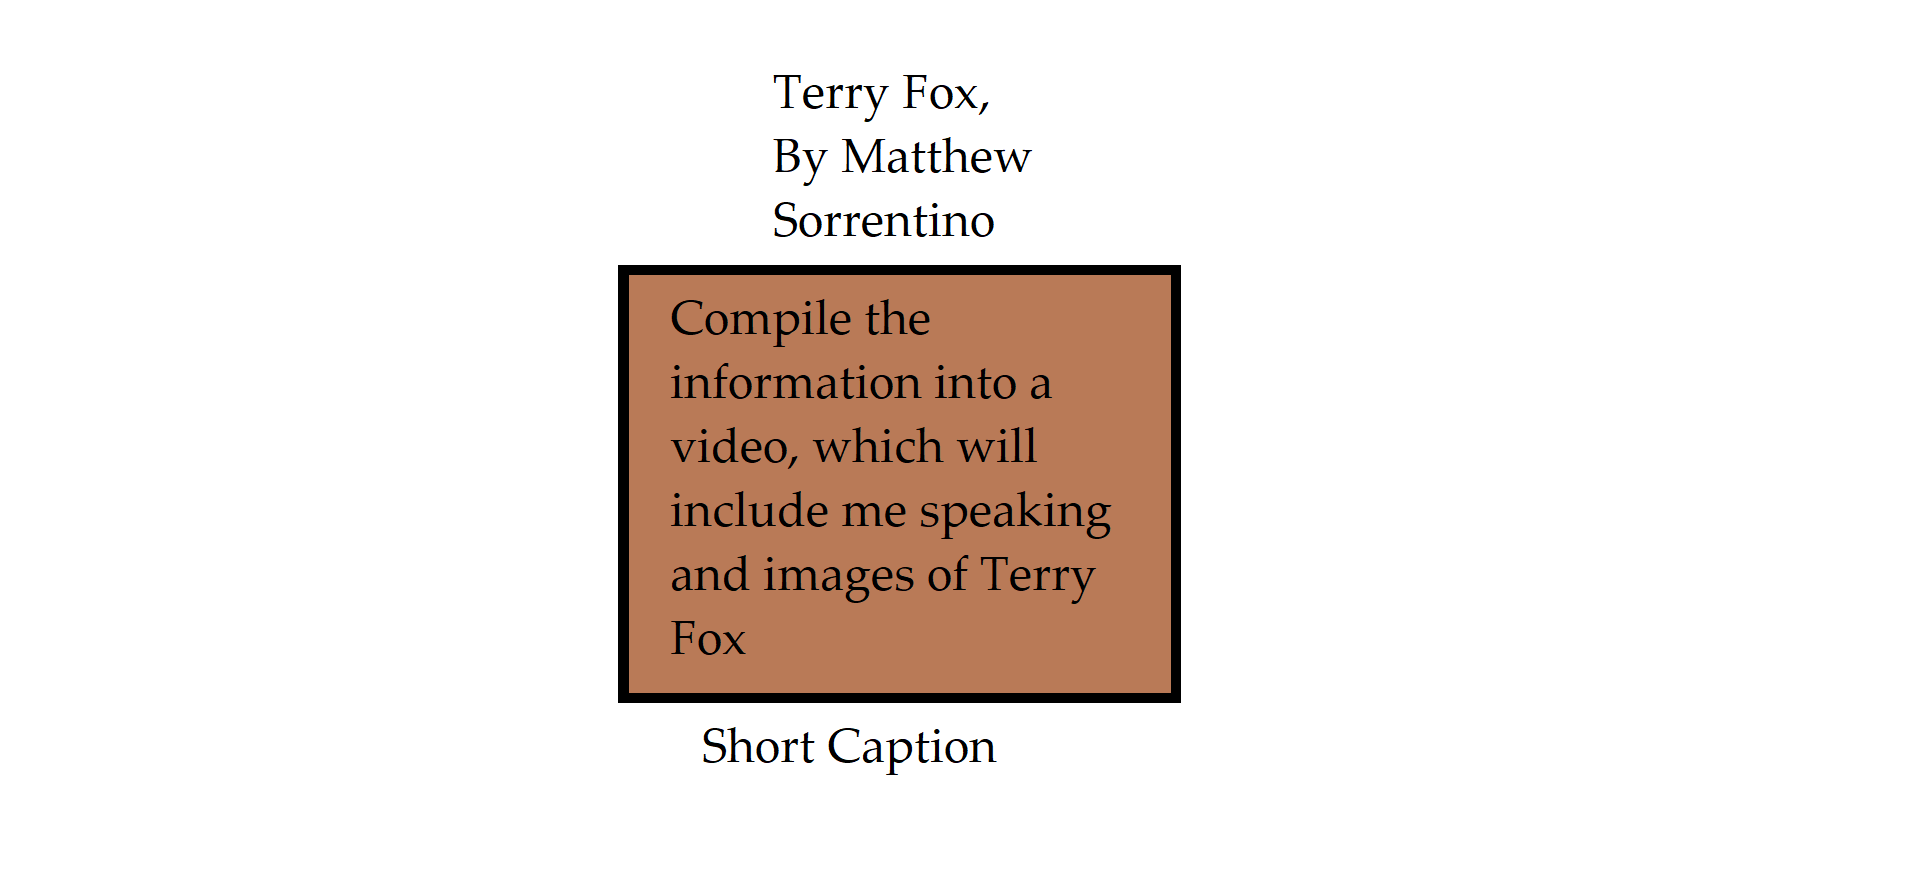 Terry Fox,
By Matthew
Sorrentino
Compile the
information into a
video, which will
include me speaking
and images of Terry
Fox
Short Caption